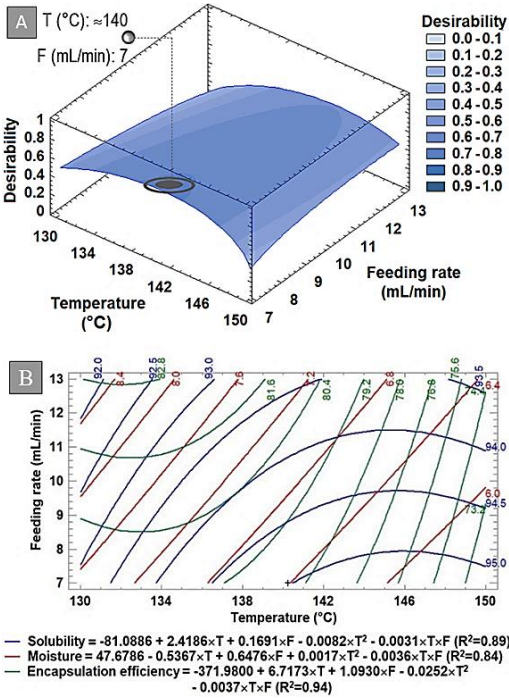 A
T (°C): ≈140
F (mL/min): 7
Desirability
0.0 - 0.1
0.1 - 0.2
0.2 - 0.3
0.3 - 0.4
0.4 - 0.5
0.5 - 0.6
0.6 - 0.7
0.7 - 0.8
0.8 - 0.9
0.9 - 1.0
Desirability
1
0.8
0.6
0.4
0.2
0
130
134
138
142
146
150
Temperature
(°C)
7
8
9
10
11
12
13
Feeding rate
(mL/min)
B
92.0
8.4
92.5
82.8
8.0
93.0
7.6
81.6
7.2
80.4
79.2
6.8
78.0
76.8
75.6
93.5
6.4
94.0
6.0
94.5
73.2
95.0
Feeding rate (mL/min)
13
12
11
10
9
8
7
130
134
138
142
146
150
Temperature (°C)
Solubility = -81.0886 + 2.4186×T + 0.1691×F - 0.0082×T² - 0.0031×T×F (R²=0.89)
Moisture = 47.6786 - 0.5367×T + 0.6476×F + 0.0017×T² - 0.0036×T×F (R²=0.84)
Encapsulation efficiency = -371.9800 + 6.7173×T + 1.0930×F - 0.0252×T²
- 0.0037×T×F (R²=0.94)